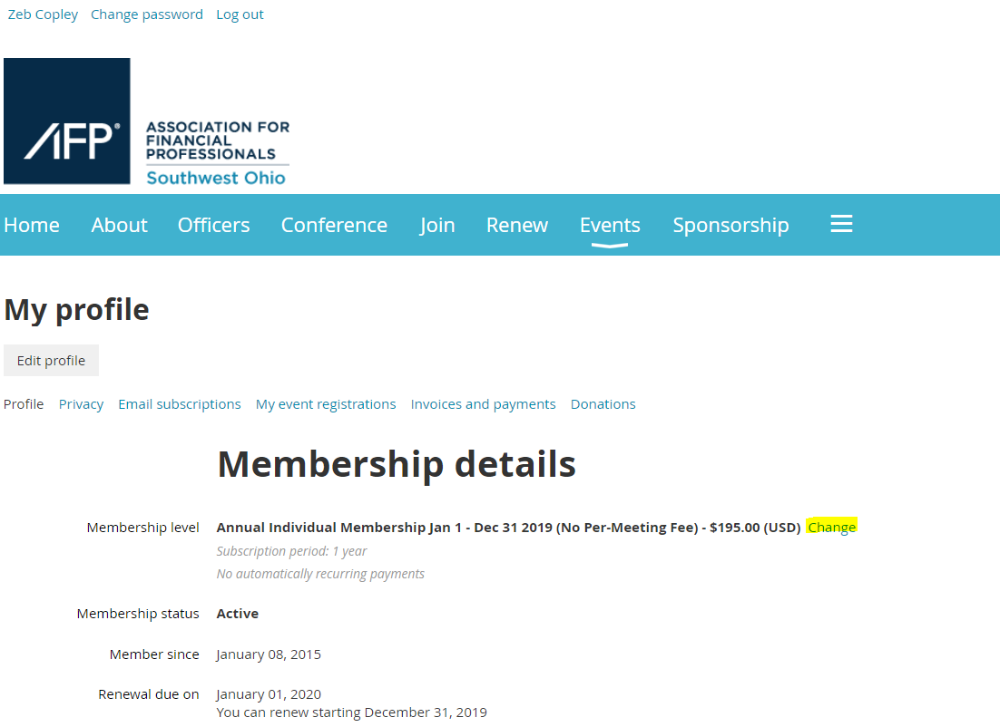 Zeb Copley Change password Log out
AFP®
ASSOCIATION FOR
FINANCIAL
PROFESSIONALS
Southwest Ohio
Home About Officers Conference Join Renew Events Sponsorship
My profile
Edit profile
Profile Privacy Email subscriptions My event registrations Invoices and payments Donations
Membership details
Membership level Annual Individual Membership Jan 1 - Dec 31 2019 (No Per-Meeting Fee) - $195.00 (USD) Change
Subscription period: 1 year
No automatically recurring payments
Membership status Active
Member since January 08, 2015
Renewal due on January 01, 2020
You can renew starting December 31, 2019